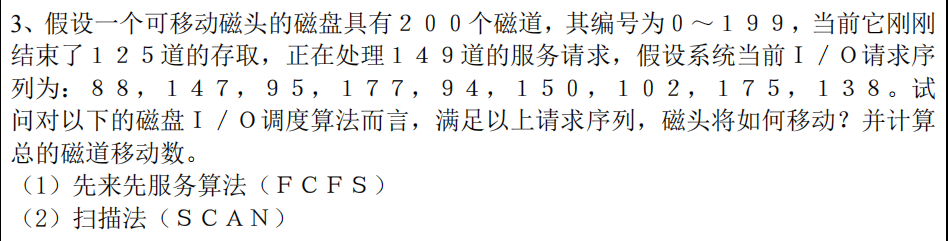 3、假设一个可移动磁头的磁盘具有２００个磁道，其编号为０～１９９，当前它刚刚
结束了１２５道的存取，正在处理１４９道的服务请求，假设系统当前Ｉ／Ｏ请求序
列为：８８，１４７，９５，１７７，９４，１５０，１０２，１７５，１３８。试
问对以下的磁盘Ｉ／Ｏ调度算法而言，满足以上请求序列，磁头将如何移动？并计算
总的磁道移动数。
（1）先来先服务算法（ＦＣＦＳ）
（2）扫描法（ＳＣＡＮ）